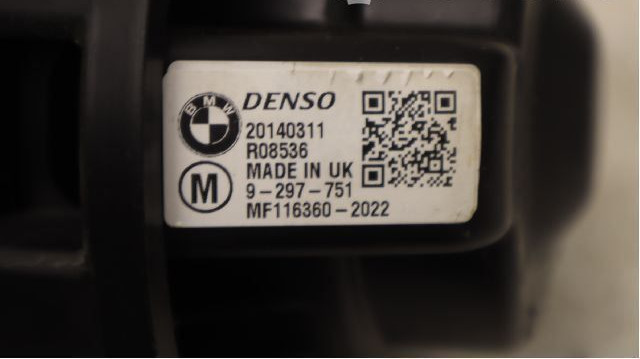 BMW
DENSO
20140311
R08536
MADE IN UK
M
9-297-751
MF116360-2022